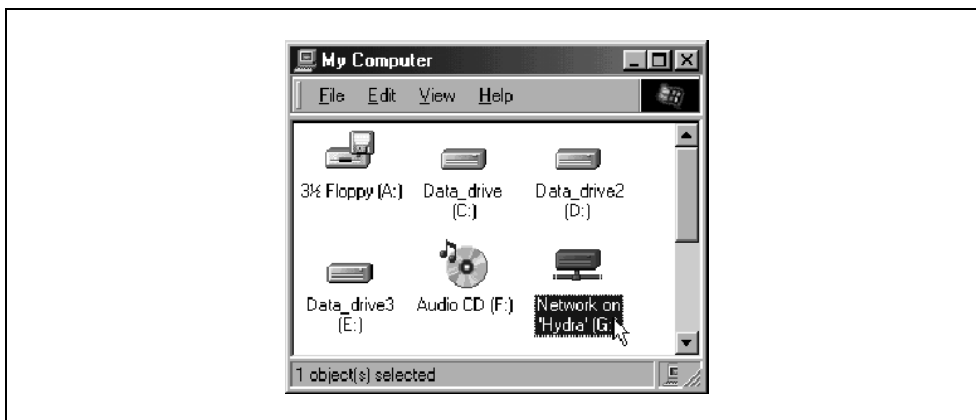 My Computer
File Edit View Help
3½ Floppy (A:)
Data_drive
(C:)
Data_drive2
(D:)
Data_drive3
(E:)
Audio CD (F:)
Network on
'Hydra' (G:
1 object(s) selected